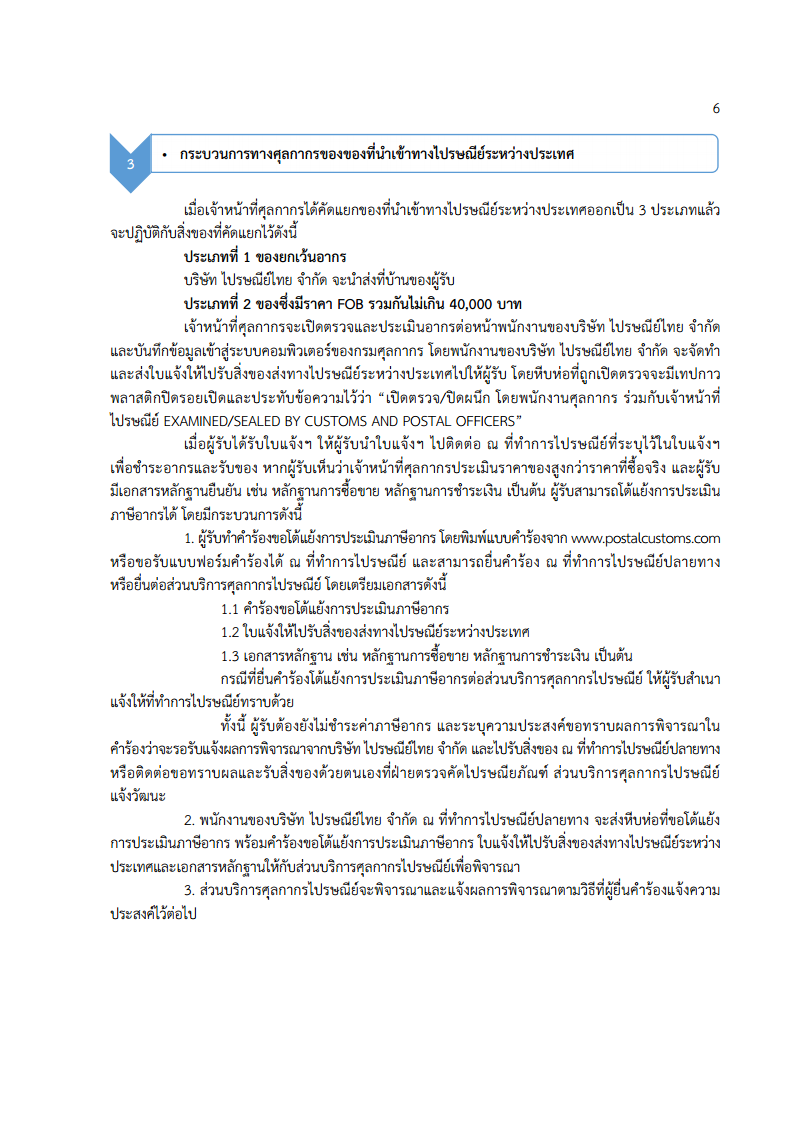 6
3
• กระบวนการทางศุลกากรของของที่นำเข้าทางไปรษณีย์ระหว่างประเทศ
เมื่อเจ้าหน้าที่ศุลกากรได้คัดแยกของที่นำเข้าทางไปรษณีย์ระหว่างประเทศออกเป็น 3 ประเภทแล้ว
จะปฏิบัติกับสิ่งของที่คัดแยกไว้ดังนี้
ประเภทที่ 1 ของยกเว้นอากร
บริษัท ไปรษณีย์ไทย จำกัด จะนำส่งที่บ้านของผู้รับ
ประเภทที่ 2 ของซึ่งมีราคา FOB รวมกันไม่เกิน 40,000 บาท
เจ้าหน้าที่ศุลกากรจะเปิดตรวจและประเมินอากรต่อหน้าพนักงานของบริษัท ไปรษณีย์ไทย จำกัด
และบันทึกข้อมูลเข้าสู่ระบบคอมพิวเตอร์ของกรมศุลกากร โดยพนักงานของบริษัท ไปรษณีย์ไทย จำกัด จะจัดทำ
และส่งใบแจ้งให้ไปรับสิ่งของส่งทางไปรษณีย์ระหว่างประเทศไปให้ผู้รับ โดยหีบห่อที่ถูกเปิดตรวจจะมีเทปกาว
พลาสติกปิดรอยเปิดและประทับข้อความไว้ว่า “เปิดตรวจ/ปิดผนึก โดยพนักงานศุลกากร ร่วมกับเจ้าหน้าที่
ไปรษณีย์ EXAMINED/SEALED BY CUSTOMS AND POSTAL OFFICERS”
เมื่อผู้รับได้รับใบแจ้งฯ ให้ผู้รับนำใบแจ้งฯ ไปติดต่อ ณ ที่ทำการไปรษณีย์ที่ระบุไว้ในใบแจ้งฯ
เพื่อชำระอากรและรับของ หากผู้รับเห็นว่าเจ้าหน้าที่ศุลกากรประเมินราคาของสูงกว่าราคาที่ซื้อจริง และผู้รับ
มีเอกสารหลักฐานยืนยัน เช่น หลักฐานการซื้อขาย หลักฐานการชำระเงิน เป็นต้น ผู้รับสามารถโต้แย้งการประเมิน
ภาษีอากรได้ โดยมีกระบวนการดังนี้
1. ผู้รับทำคำร้องขอโต้แย้งการประเมินภาษีอากร โดยพิมพ์แบบคำร้องจาก www.postalcustoms.com
หรือขอรับแบบฟอร์มคำร้องได้ ณ ที่ทำการไปรษณีย์ และสามารถยื่นคำร้อง ณ ที่ทำการไปรษณีย์ปลายทาง
หรือยื่นต่อส่วนบริการศุลกากรไปรษณีย์ โดยเตรียมเอกสารดังนี้
1.1 คำร้องขอโต้แย้งการประเมินภาษีอากร
1.2 ใบแจ้งให้ไปรับสิ่งของส่งทางไปรษณีย์ระหว่างประเทศ
1.3 เอกสารหลักฐาน เช่น หลักฐานการซื้อขาย หลักฐานการชำระเงิน เป็นต้น
กรณีที่ยื่นคำร้องโต้แย้งการประเมินภาษีอากรต่อส่วนบริการศุลกากรไปรษณีย์ ให้ผู้รับสำเนา
แจ้งให้ที่ทำการไปรษณีย์ทราบด้วย
ทั้งนี้ ผู้รับต้องยังไม่ชำระค่าภาษีอากร และระบุความประสงค์ขอทราบผลการพิจารณาใน
คำร้องว่าจะรอรับแจ้งผลการพิจารณาจากบริษัท ไปรษณีย์ไทย จำกัด และไปรับสิ่งของ ณ ที่ทำการไปรษณีย์ปลายทาง
หรือติดต่อขอทราบผลและรับสิ่งของด้วยตนเองที่ฝ่ายตรวจคัดไปรษณียภัณฑ์ ส่วนบริการศุลกากรไปรษณีย์
แจ้งวัฒนะ
2. พนักงานของบริษัท ไปรษณีย์ไทย จำกัด ณ ที่ทำการไปรษณีย์ปลายทาง จะส่งหีบห่อที่ขอโต้แย้ง
การประเมินภาษีอากร พร้อมคำร้องขอโต้แย้งการประเมินภาษีอากร ใบแจ้งให้ไปรับสิ่งของส่งทางไปรษณีย์ระหว่าง
ประเทศและเอกสารหลักฐานให้กับส่วนบริการศุลกากรไปรษณีย์เพื่อพิจารณา
3. ส่วนบริการศุลกากรไปรษณีย์จะพิจารณาและแจ้งผลการพิจารณาตามวิธีที่ผู้ยื่นคำร้องแจ้งความ
ประสงค์ไว้ต่อไป